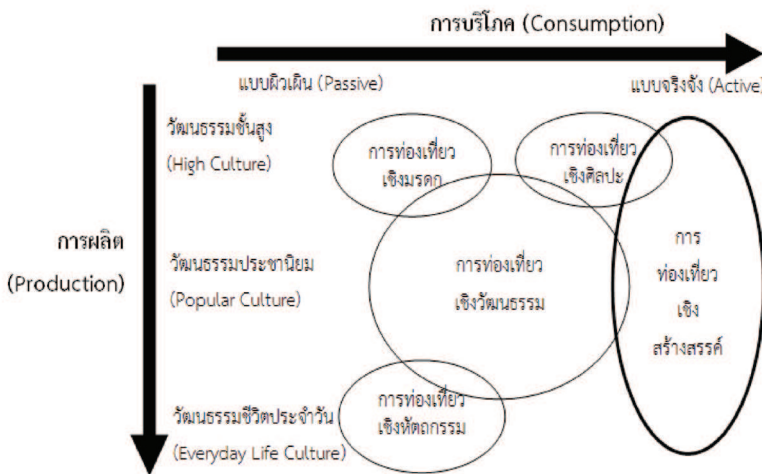 การบริโภค (Consumption)
แบบผิวเผิน (Passive)
แบบจริงจัง (Active)
วัฒนธรรมชั้นสูง
(High Culture)
การท่องเที่ยว
เชิงมรดก
การท่องเที่ยว
เชิงศิลปะ
การผลิต
(Production)
วัฒนธรรมประชานิยม
(Popular Culture)
การท่องเที่ยว
เชิงวัฒนธรรม
การ
ท่องเที่ยว
เชิง
สร้างสรรค์
วัฒนธรรมชีวิตประจำวัน
(Everyday Life Culture)
การท่องเที่ยว
เชิงหัตถกรรม